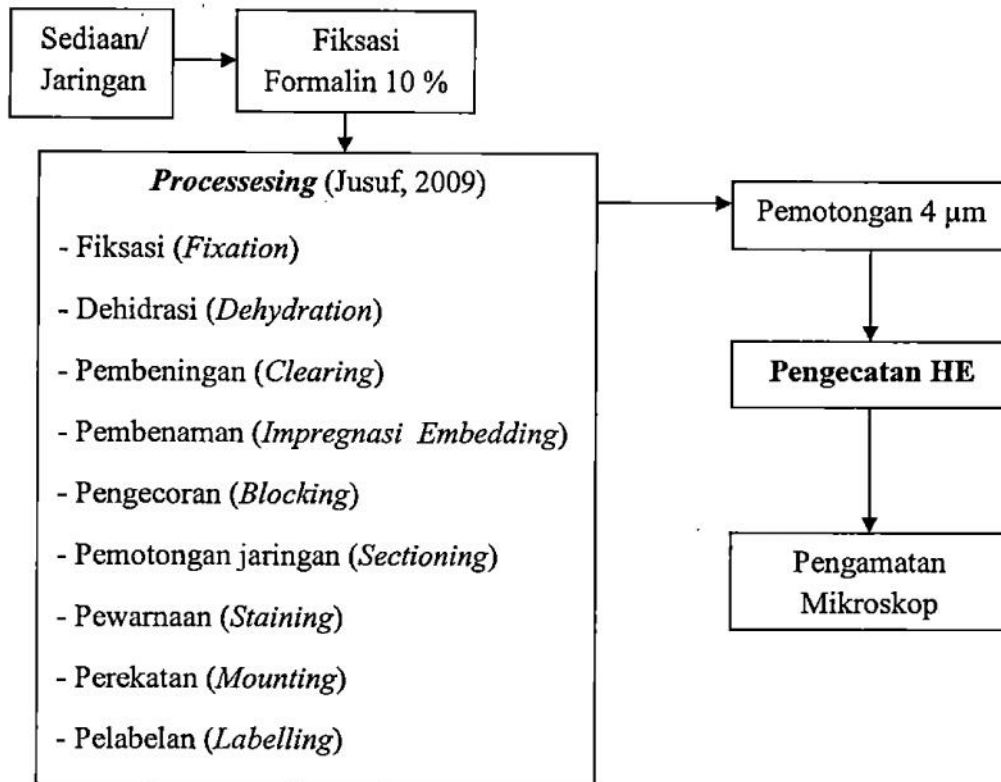 Sediaan/
Jaringan
Fiksasi
Formalin 10 %
Processesing (Jusuf, 2009)
- Fiksasi (Fixation)
- Dehidrasi (Dehydration)
- Pembeningan (Clearing)
- Pembenaman (Impregnasi Embedding)
- Pengecoran (Blocking)
- Pemotongan jaringan (Sectioning)
- Pewarnaan (Staining)
- Perekatan (Mounting)
- Pelabelan (Labelling)
Pemotongan 4 µm
Pengecatan HE
Pengamatan
Mikroskop